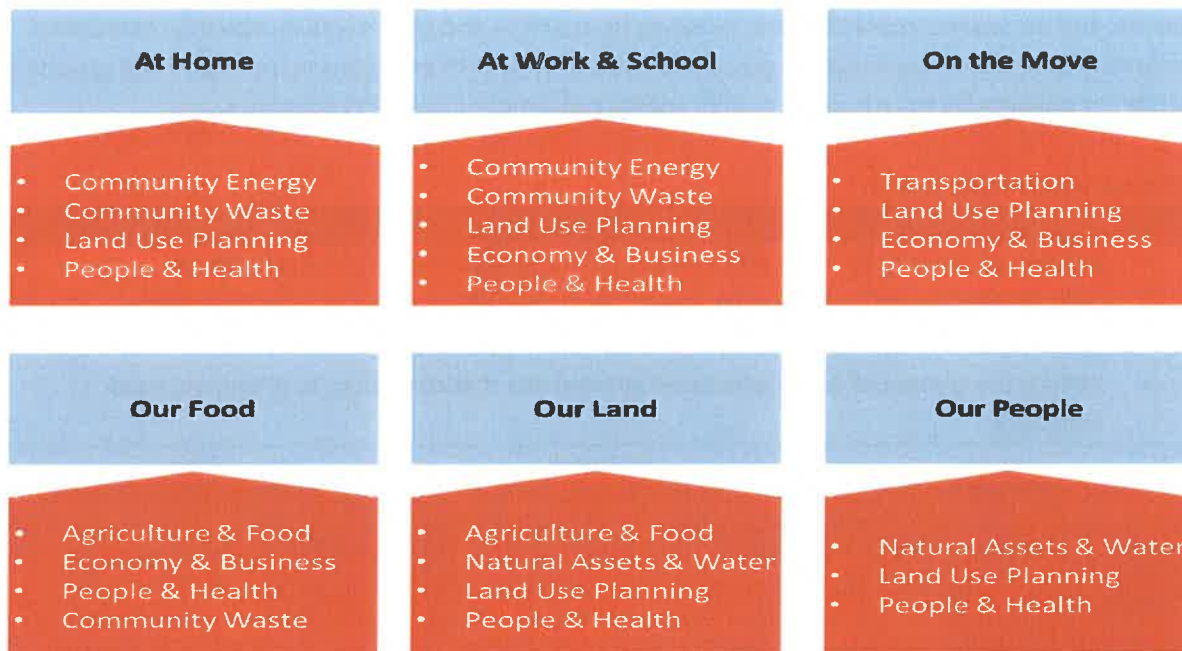 At Home
• Community Energy
• Community Waste
• Land Use Planning
• People & Health
At Work & School
• Community Energy
• Community Waste
• Land Use Planning
• Economy & Business
• People & Health
On the Move
• Transportation
• Land Use Planning
• Economy & Business
• People & Health
Our Food
• Agriculture & Food
• Economy & Business
• People & Health
• Community Waste
Our Land
• Agriculture & Food
• Natural Assets & Water
• Land Use Planning
• People & Health
Our People
• Natural Assets & Water
• Land Use Planning
• People & Health